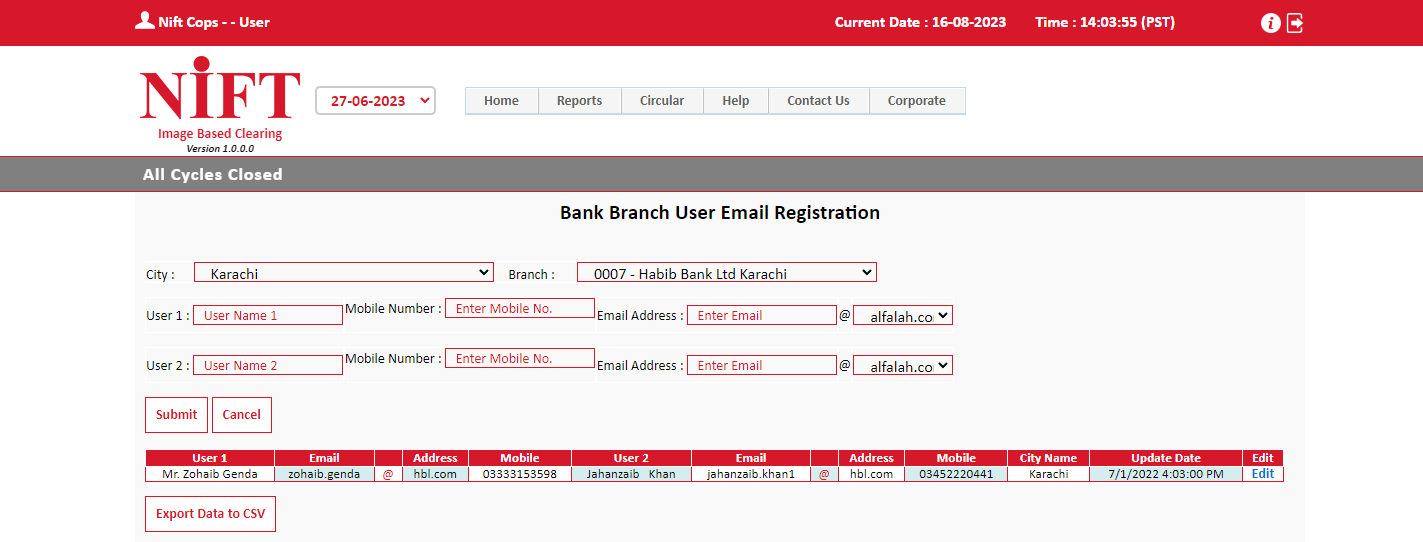 Nift Cops - - User Current Date : 16-08-2023 Time : 14:03:55 (PST)
NIFT
Image Based Clearing
Version 1.0.0.0
27-06-2023 Home Reports Circular Help Contact Us Corporate
All Cycles Closed
Bank Branch User Email Registration
City : Karachi Branch : 0007 - Habib Bank Ltd Karachi
User 1 : User Name 1 Mobile Number : Enter Mobile No. Email Address : Enter Email @ alfalah.co
User 2 : User Name 2 Mobile Number : Enter Mobile No. Email Address : Enter Email @ alfalah.co
Submit Cancel
User 1 Email Address Mobile User 2 Email Address Mobile City Name Update Date Edit
Mr. Zohaib Genda zohaib.genda @ hbl.com 03333153598 Jahanzaib Khan jahanzaib.khan1 @ hbl.com 03452220441 Karachi 7/1/2022 4:03:00 PM Edit
Export Data to CSV